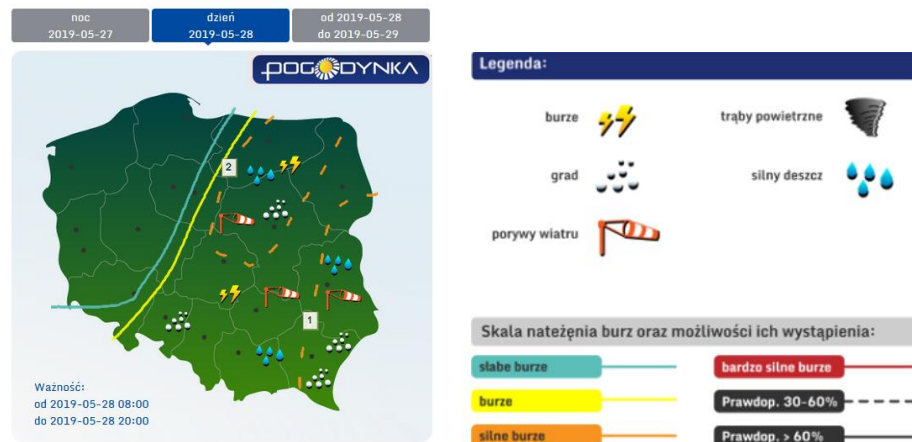 noc
2019-05-27
dzień
2019-05-28
od 2019-05-28
do 2019-05-29
POGODYNKA
2
1
Ważność:
od 2019-05-28 08:00
do 2019-05-28 20:00
Legenda:
burze
trąby powietrzne
grad
silny deszcz
porywy wiatru
Skala natężenia burz oraz możliwości ich wystąpienia:
słabe burze
bardzo silne burze
burze
Prawdop. 30-60%
silne burze
Prawdop. > 60%